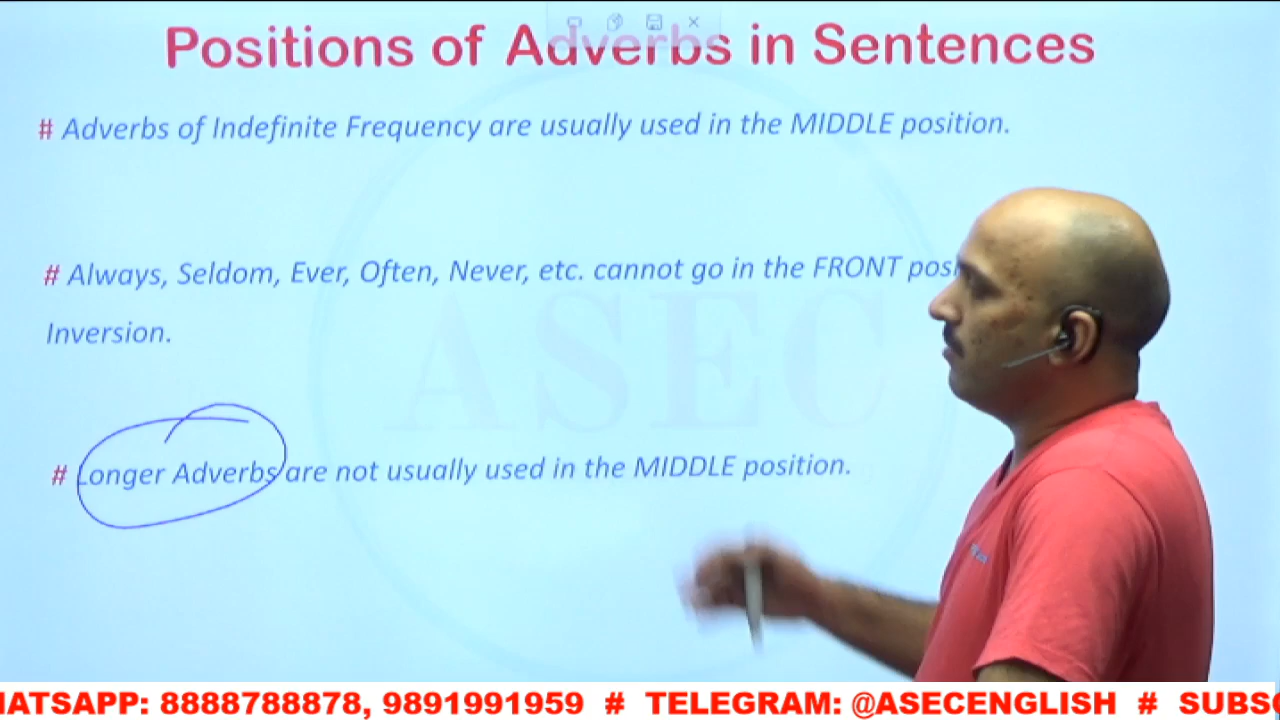 Positions of Adverbs in Sentences
# Adverbs of Indefinite Frequency are usually used in the MIDDLE position.
# Always, Seldom, Ever, Often, Never, etc. cannot go in the FRONT
Inversion.
ASEC
# Longer Adverbs are not usually used in the MIDDLE position.
8888788878, 9891991959 # TELEGRAM: @ASECENGLISH #